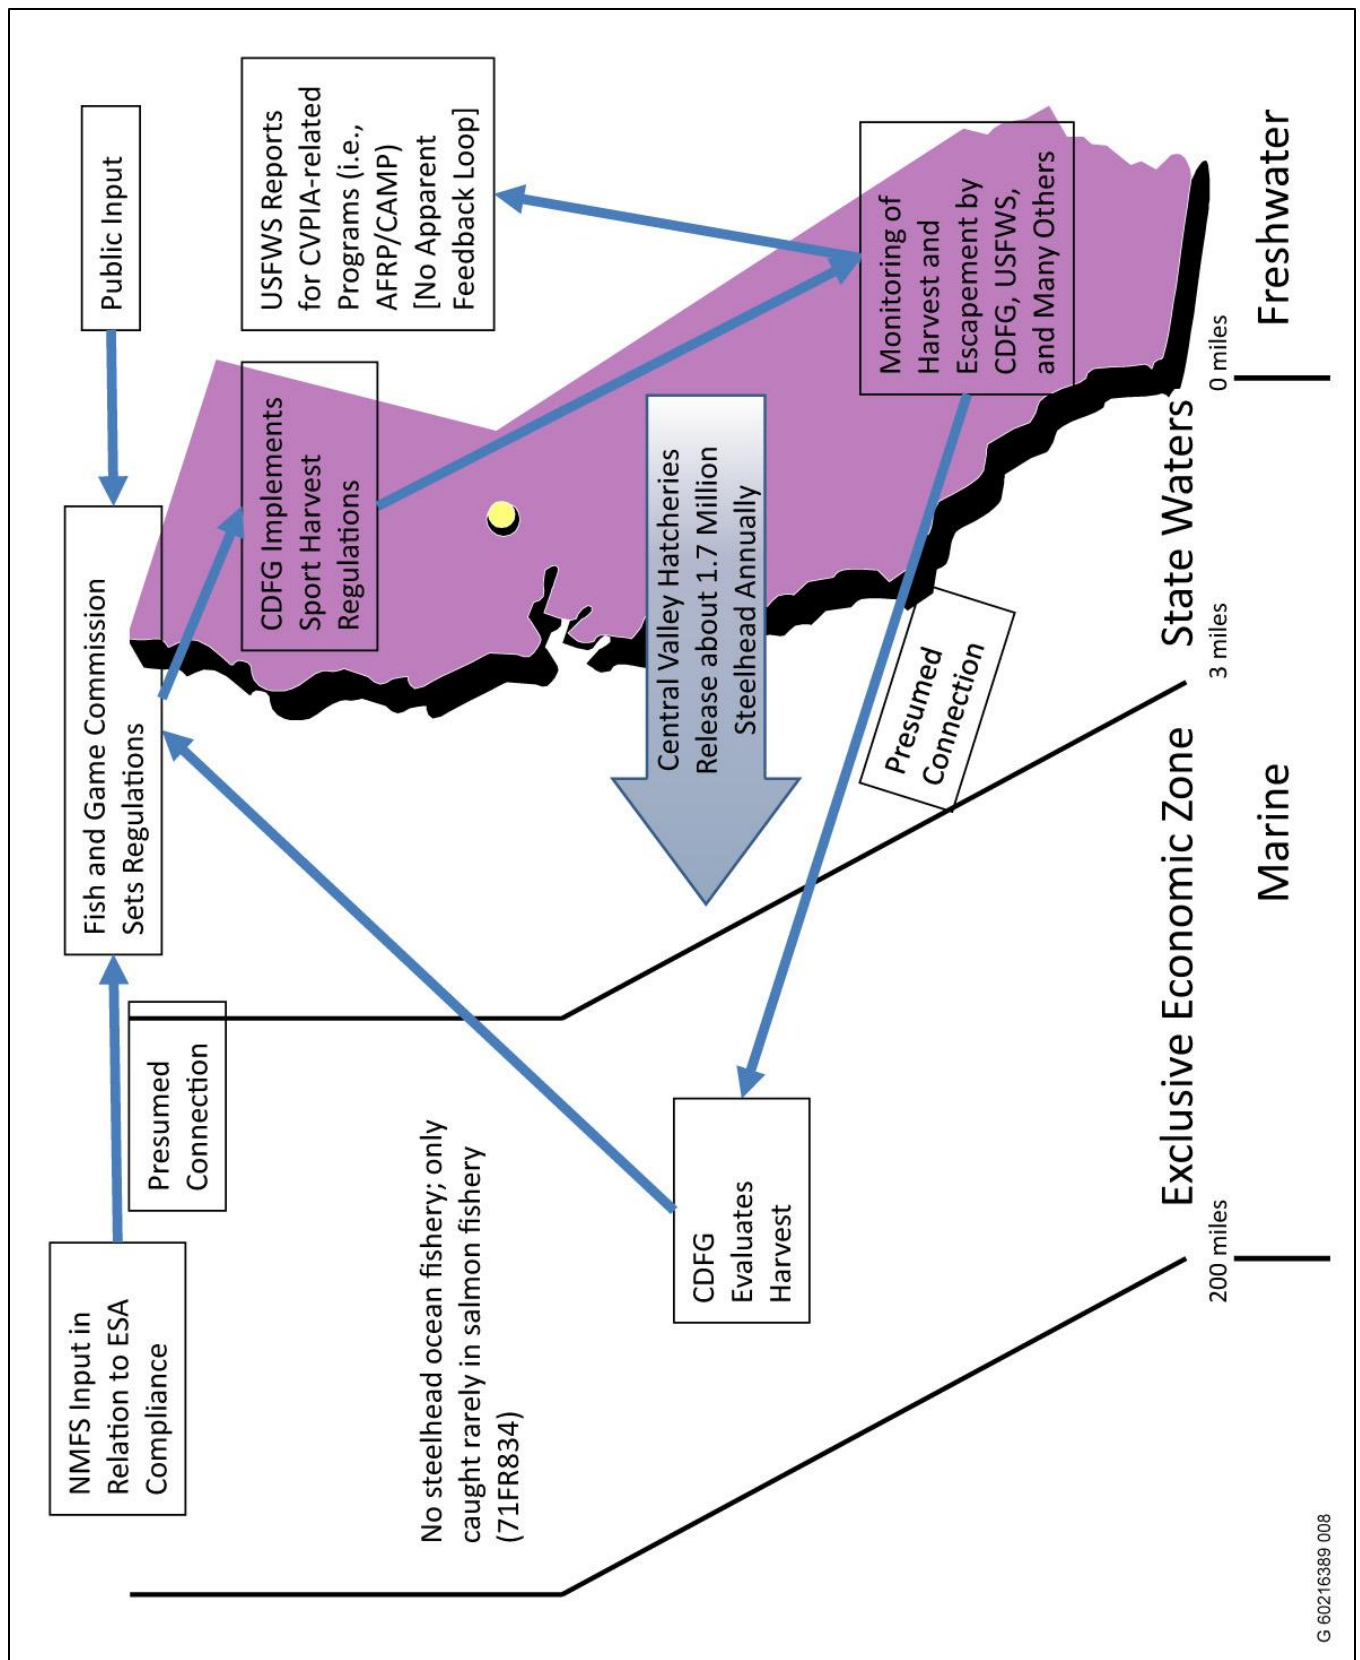 NMFS Input in
Relation to ESA
Compliance
Presumed
Connection
Fish and Game Commission
Sets Regulations
Public Input
CDFG Implements
Sport Harvest
Regulations
USFWS Reports
for CVPIA-related
Programs (i.e.,
AFRP/CAMP)
[No Apparent
Feedback Loop]
No steelhead ocean fishery; only
caught rarely in salmon fishery
(71FR834)
CDFG
Evaluates
Harvest
Central Valley Hatcheries
Release about 1.7 Million
Steelhead Annually
Presumed
Connection
Monitoring of
Harvest and
Escapement by
CDFG, USFWS,
and Many Others
Exclusive Economic Zone
State Waters
200 miles
3 miles
0 miles
Marine
Freshwater
G 60216389 008